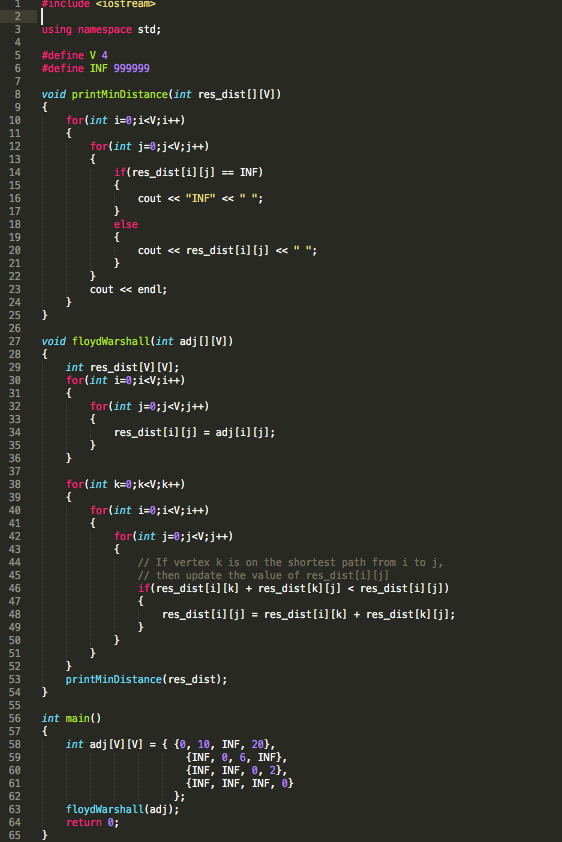 1 #include <iostream>
2
3 using namespace std;
4
5 #define V 4
6 #define INF 999999
7
8 void printMinDistance(int res_dist[][V])
9 {
10     for(int i=0;i<V;i++)
11     {
12         for(int j=0;j<V;j++)
13         {
14             if(res_dist[i][j] == INF)
15             {
16                 cout << "INF" << " ";
17             }
18             else
19             {
20                 cout << res_dist[i][j] << " ";
21             }
22         }
23         cout << endl;
24     }
25 }
26
27 void floydWarshall(int adj[][V])
28 {
29     int res_dist[V][V];
30     for(int i=0;i<V;i++)
31     {
32         for(int j=0;j<V;j++)
33         {
34             res_dist[i][j] = adj[i][j];
35         }
36     }
37
38     for(int k=0;k<V;k++)
39     {
40         for(int i=0;i<V;i++)
41         {
42             for(int j=0;j<V;j++)
43             {
44                 // If vertex k is on the shortest path from i to j,
45                 // then update the value of res_dist[i][j]
46                 if(res_dist[i][k] + res_dist[k][j] < res_dist[i][j])
47                 {
48                     res_dist[i][j] = res_dist[i][k] + res_dist[k][j];
49                 }
50             }
51         }
52     }
53     printMinDistance(res_dist);
54 }
55
56 int main()
57 {
58     int adj[V][V] = { {0, 10, INF, 20},
59                         {INF, 0, 6, INF},
60                         {INF, INF, 0, 2},
61                         {INF, INF, INF, 0}
62                       };
63     floydWarshall(adj);
64     return 0;
65 }